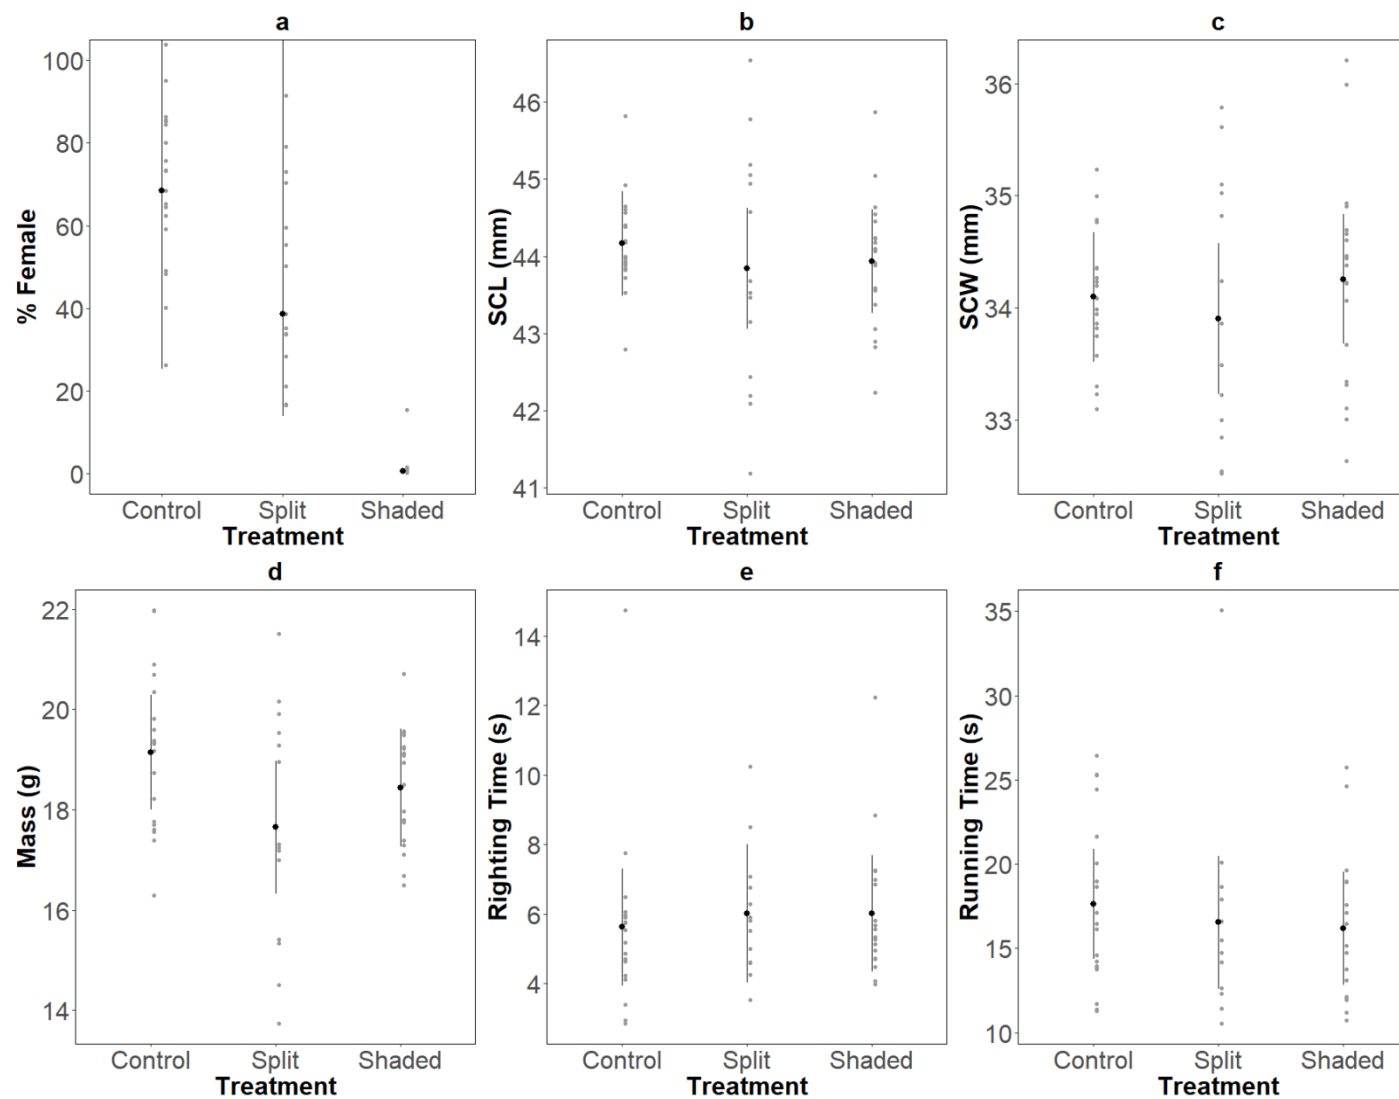 a
100
80
60
40
20
0
% Female
Control Split Shaded
Treatment
b
46
45
44
43
42
41
SCL (mm)
Control Split Shaded
Treatment
c
36
35
34
33
SCW (mm)
Control Split Shaded
Treatment
d
22
20
18
16
14
Mass (g)
Control Split Shaded
Treatment
e
14
12
10
8
6
4
Righting Time (s)
Control Split Shaded
Treatment
f
35
30
25
20
15
10
Running Time (s)
Control Split Shaded
Treatment